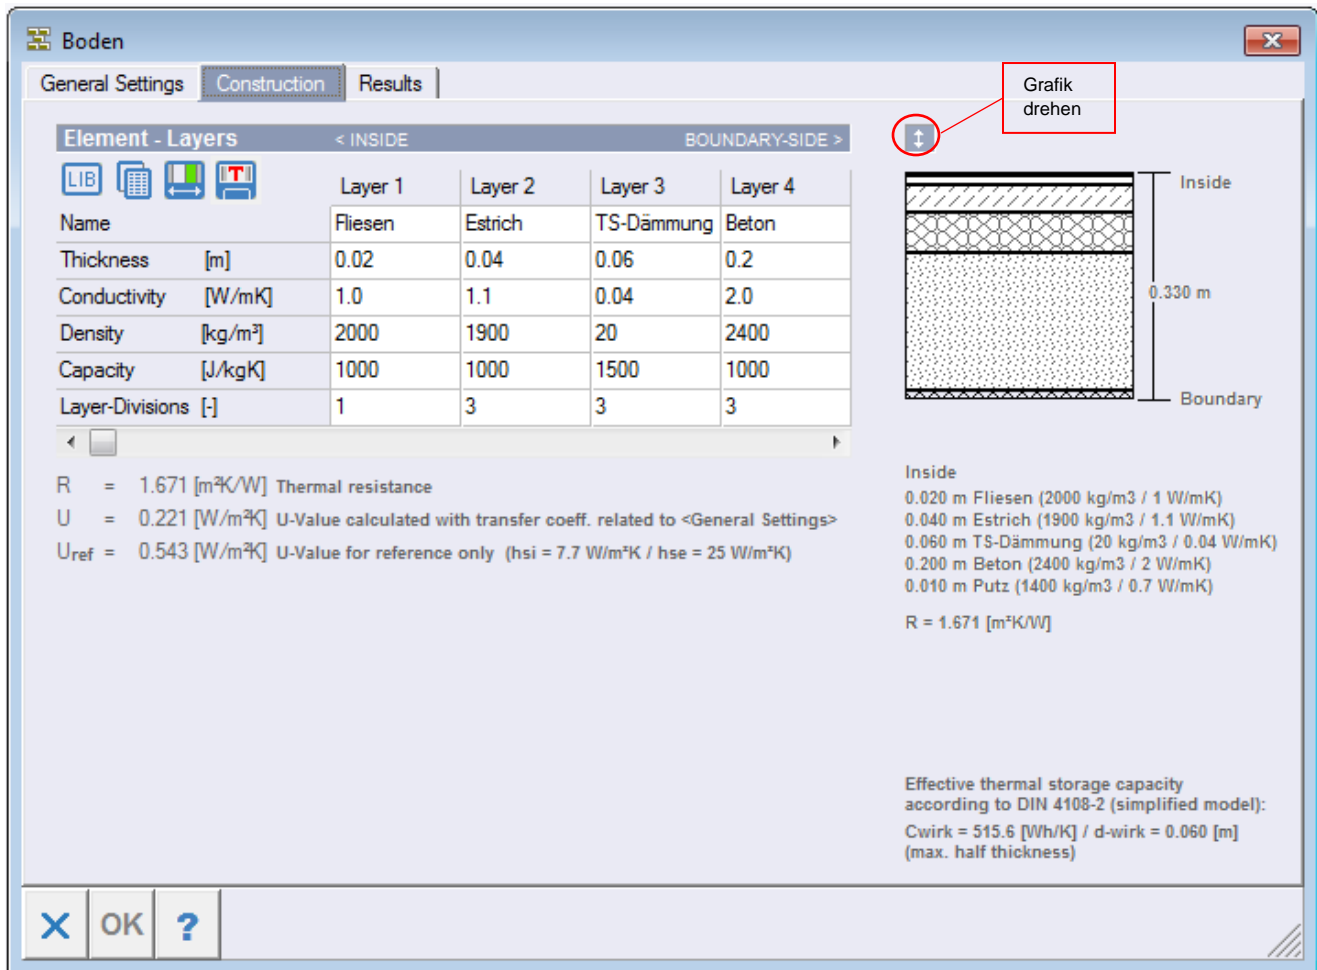 Boden
General Settings Construction Results
Grafik
drehen
Element - Layers < INSIDE BOUNDARY-SIDE >
LIB T
Layer 1 Layer 2 Layer 3 Layer 4
Name Fliesen Estrich TS-Dämmung Beton
Thickness [m] 0.02 0.04 0.06 0.2
Conductivity [W/mK] 1.0 1.1 0.04 2.0
Density [kg/m³] 2000 1900 20 2400
Capacity [J/kgK] 1000 1000 1500 1000
Layer-Divisions [-] 1 3 3 3
R = 1.671 [m²K/W] Thermal resistance
U = 0.221 [W/m²K] U-Value calculated with transfer coeff. related to <General Settings>
Uref = 0.543 [W/m²K] U-Value for reference only (hsi = 7.7 W/m²K / hse = 25 W/m²K)
Inside
0.330 m
Boundary
Inside
0.020 m Fliesen (2000 kg/m3 / 1 W/mK)
0.040 m Estrich (1900 kg/m3 / 1.1 W/mK)
0.060 m TS-Dämmung (20 kg/m3 / 0.04 W/mK)
0.200 m Beton (2400 kg/m3 / 2 W/mK)
0.010 m Putz (1400 kg/m3 / 0.7 W/mK)
R = 1.671 [m²K/W]
Effective thermal storage capacity
according to DIN 4108-2 (simplified model):
Cwirk = 515.6 [Wh/K] / d-wirk = 0.060 [m]
(max. half thickness)
OK ?